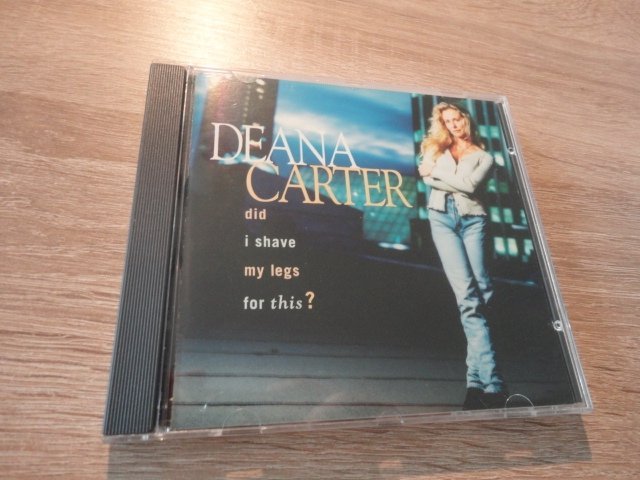 DEANA
CARTER
did
i shave
my legs
for this?